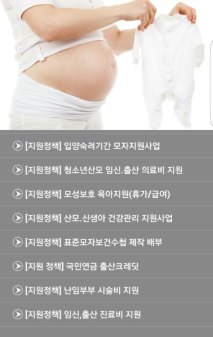 [지원정책] 입양숙려기간 모자지원사업
[지원정책] 청소년산모 임신.출산 의료비 지원
[지원정책] 모성보호 육아지원(휴가/급여)
[지원정책] 산모.신생아 건강관리 지원사업
[지원정책] 표준모자보건수첩 제작 배부
[지원 정책] 국민연금 출산크레딧
[지원정책] 난임부부 시술비 지원
[지원정책] 임신,출산 진료비 지원